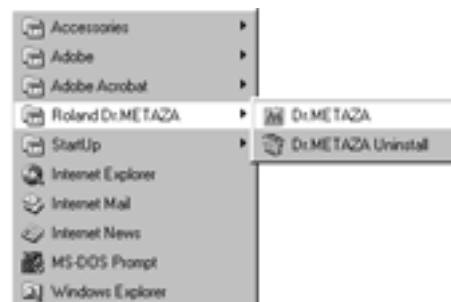 Accessories
Adobe
Adobe Acrobat
Roland Dr.METAZA
StartUp
Internet Explorer
Internet Mail
Internet News
MS-DOS Prompt
Windows Explorer
Dr.METAZA
Dr.METAZA Uninstall